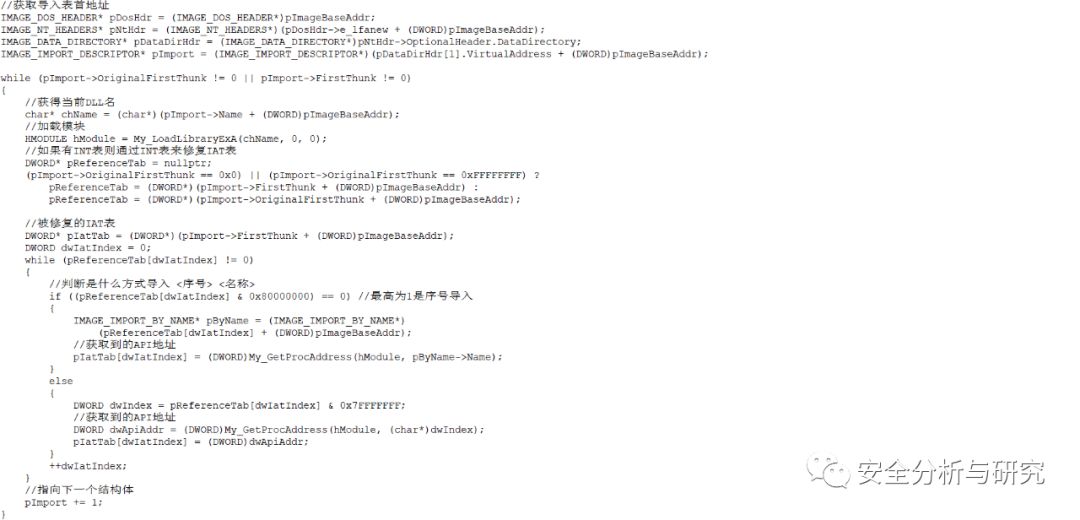 //获取导入表首地址
IMAGE_DOS_HEADER* pDosHdr = (IMAGE_DOS_HEADER*)pImageBaseAddr;
IMAGE_NT_HEADERS* pNtHdr = (IMAGE_NT_HEADERS*)(pDosHdr->e_lfanew + (DWORD)pImageBaseAddr);
IMAGE_DATA_DIRECTORY* pDataDirHdr = (IMAGE_DATA_DIRECTORY*)pNtHdr->OptionalHeader.DataDirectory;
IMAGE_IMPORT_DESCRIPTOR* pImport = (IMAGE_IMPORT_DESCRIPTOR*)(pDataDirHdr[1].VirtualAddress + (DWORD)pImageBaseAddr);
while (pImport->OriginalFirstThunk != 0 || pImport->FirstThunk != 0)
{
//获得当前DLL名
char* chName = (char*)(pImport->Name + (DWORD)pImageBaseAddr);
//加载模块
HMODULE hModule = My_LoadLibraryExA(chName, 0, 0);
//如果有INT表则通过INT表来修复IAT表
DWORD* pReferenceTab = nullptr;
(pImport->OriginalFirstThunk == 0x0) || (pImport->OriginalFirstThunk == 0xFFFFFFFF) ?
pReferenceTab = (DWORD*)(pImport->FirstThunk + (DWORD)pImageBaseAddr) :
pReferenceTab = (DWORD*)(pImport->OriginalFirstThunk + (DWORD)pImageBaseAddr);
//被修复的IAT表
DWORD* pIatTab = (DWORD*)(pImport->FirstThunk + (DWORD)pImageBaseAddr);
DWORD dwIatIndex = 0;
while (pReferenceTab[dwIatIndex] != 0)
{
//判断是什么方式导入 <序号> <名称>
if ((pReferenceTab[dwIatIndex] & 0x80000000) == 0) //最高为1是序号导入
{
IMAGE_IMPORT_BY_NAME* pByName = (IMAGE_IMPORT_BY_NAME*)
(pReferenceTab[dwIatIndex] + (DWORD)pImageBaseAddr);
//获取到的API地址
pIatTab[dwIatIndex] = (DWORD)My_GetProcAddress(hModule, pByName->Name);
}
else
{
DWORD dwIndex = pReferenceTab[dwIatIndex] & 0x7FFFFFFF;
//获取到的API地址
DWORD dwApiAddr = (DWORD)My_GetProcAddress(hModule, (char*)dwIndex);
pIatTab[dwIatIndex] = (DWORD)dwApiAddr;
}
++dwIatIndex;
}
//指向下一个结构体
pImport += 1;
}
安全分析与研究